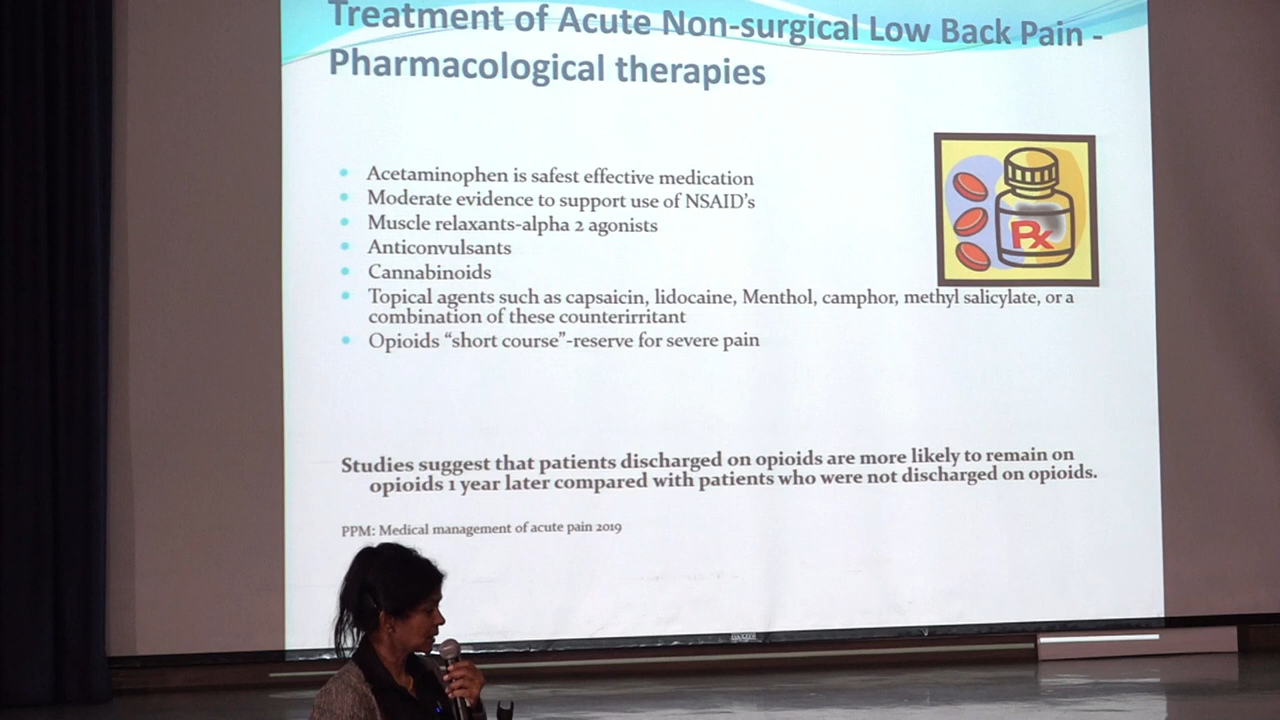 Treatment of Acute Non-surgical Low Back Pain -
Pharmacological therapies
Acetaminophen is safest effective medication
Moderate evidence to support use of NSAID's
Muscle relaxants-alpha 2 agonists
Anticonvulsants
Cannabinoids
Topical agents such as capsaicin, lidocaine, Menthol, camphor, methyl salicylate, or a
combination of these counterirritant
Opioids “short course”-reserve for severe pain
Rx
Studies suggest that patients discharged on opioids are more likely to remain on
opioids 1 year later compared with patients who were not discharged on opioids.
PPM: Medical management of acute pain 2019